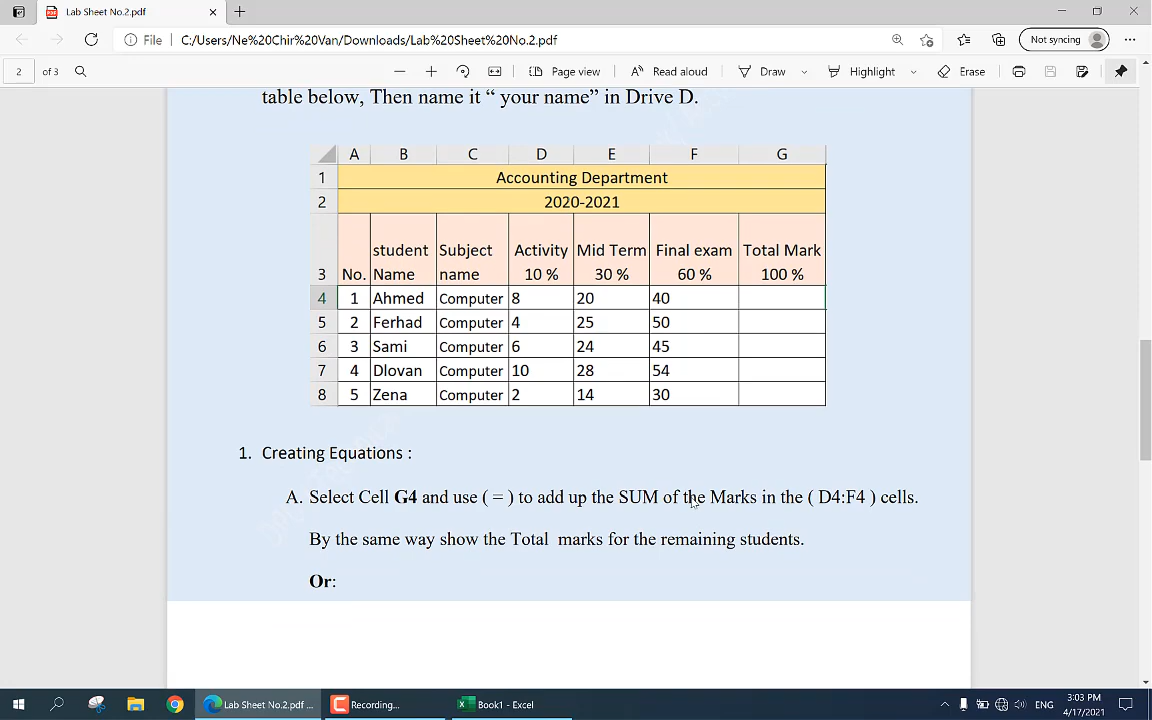 Lab Sheet No.2.pdf
File
C:/Users/Ne%20Chir%20Van/Downloads/Lab%20Sheet%20No.2.pdf
Not syncing
2 of 3
Page view
Read aloud
Draw
Highlight
Erase
table below, Then name it “ your name” in Drive D.
A B C D E F G
1 Accounting Department
2 2020-2021
student Subject Activity Mid Term Final exam Total Mark
3 No. Name name 10 % 30 % 60 % 100 %
4 1 Ahmed Computer 8 20 40
5 2 Ferhad Computer 4 25 50
6 3 Sami Computer 6 24 45
7 4 Dlovan Computer 10 28 54
8 5 Zena Computer 2 14 30
1. Creating Equations :
A. Select Cell G4 and use ( = ) to add up the SUM of the Marks in the ( D4:F4 ) cells.
By the same way show the Total marks for the remaining students.
Or:
Lab Sheet No.2.pdf ...
Recording...
Book1 - Excel
ENG
3:03 PM
4/17/2021